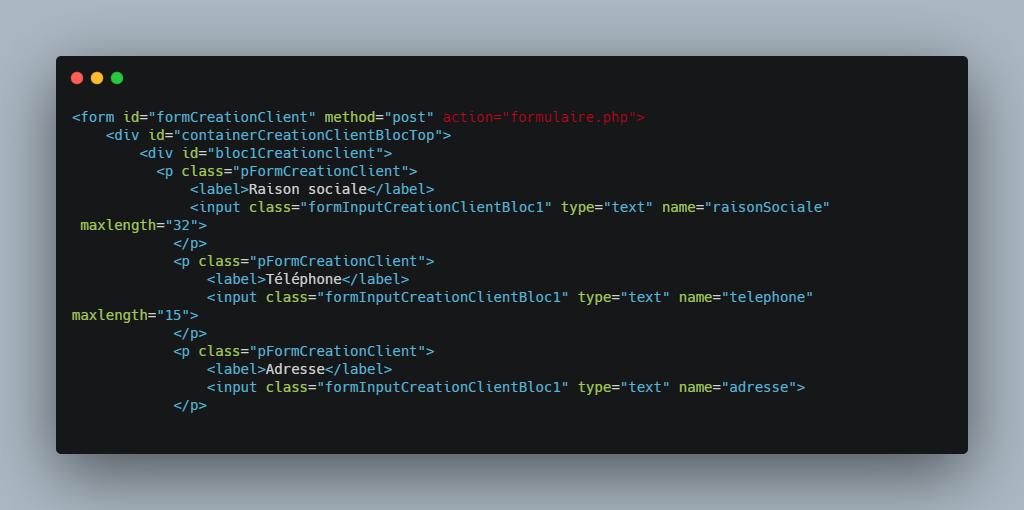 <form id="formCreationClient" method="post" action="formulaire.php">
<div id="containerCreationClientBlocTop">
<div id="bloc1Creationclient">
<p class="pFormCreationClient">
<label>Raison sociale</label>
<input class="formInputCreationClientBloc1" type="text" name="raisonSociale"
maxlength="32">
</p>
<p class="pFormCreationClient">
<label>Téléphone</label>
<input class="formInputCreationClientBloc1" type="text" name="telephone"
maxlength="15">
</p>
<p class="pFormCreationClient">
<label>Adresse</label>
<input class="formInputCreationClientBloc1" type="text" name="adresse">
</p>